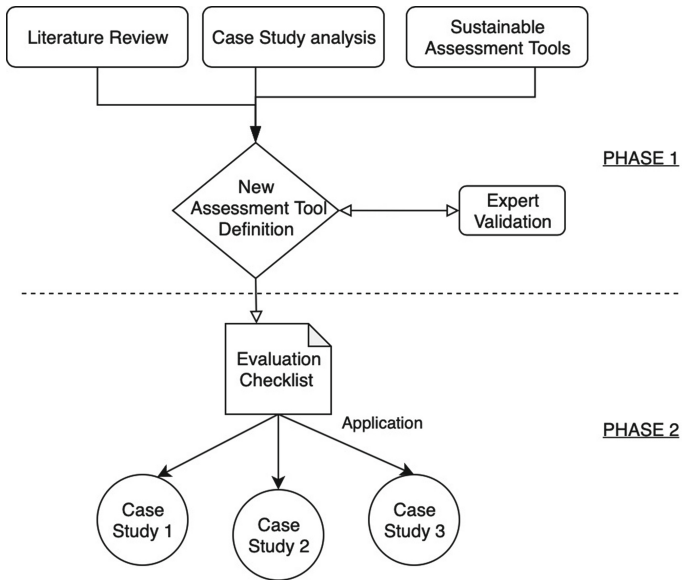 Literature Review
Case Study analysis
Sustainable
Assessment Tools
PHASE 1
New
Assessment Tool
Definition
Expert
Validation
Evaluation
Checklist
Application
PHASE 2
Case
Study 1
Case
Study 2
Case
Study 3